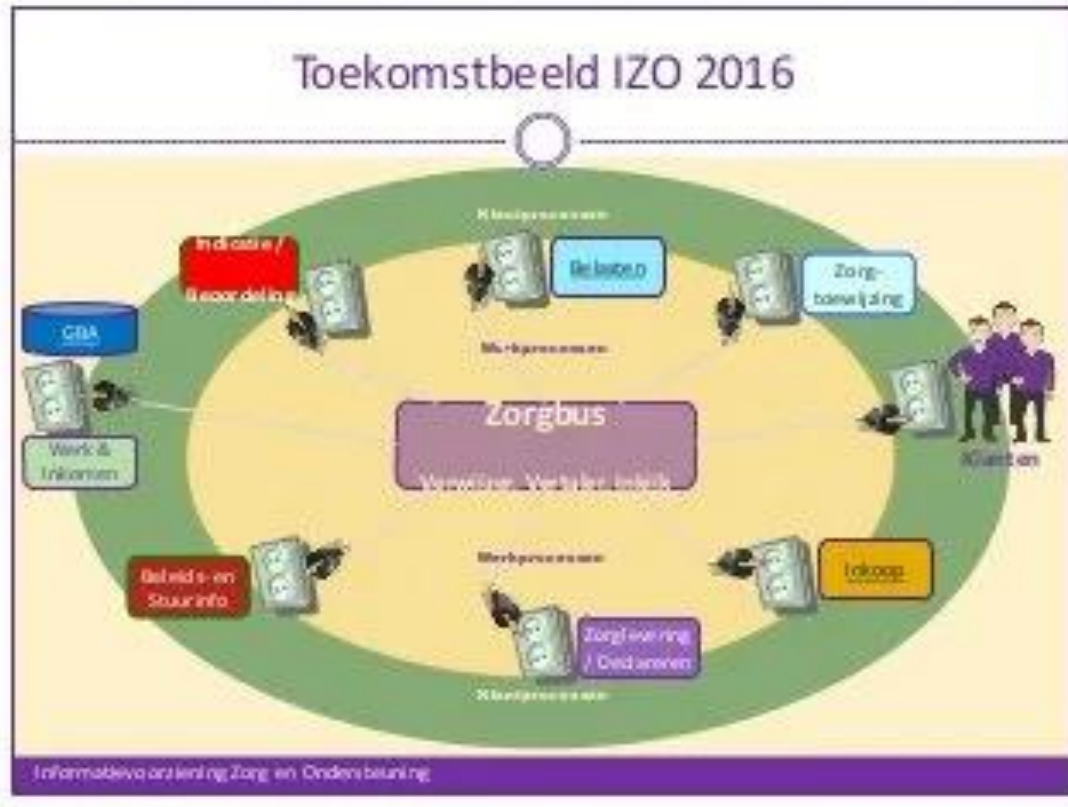 Toekomstbeeld IZO 2016
Klantprocessen
Indicatie /
Beoordeling
Zorg-
toewijzing
GBA
Werkprocessen
Zorgbus
Werk &
Inkomen
Klanten
Werkprocessen
Beleids- en
Stuurinfo
Inkoop
Zorglevering
/ Declareren
Klantprocessen
Informatievoorziening Zorg en Ondersteuning